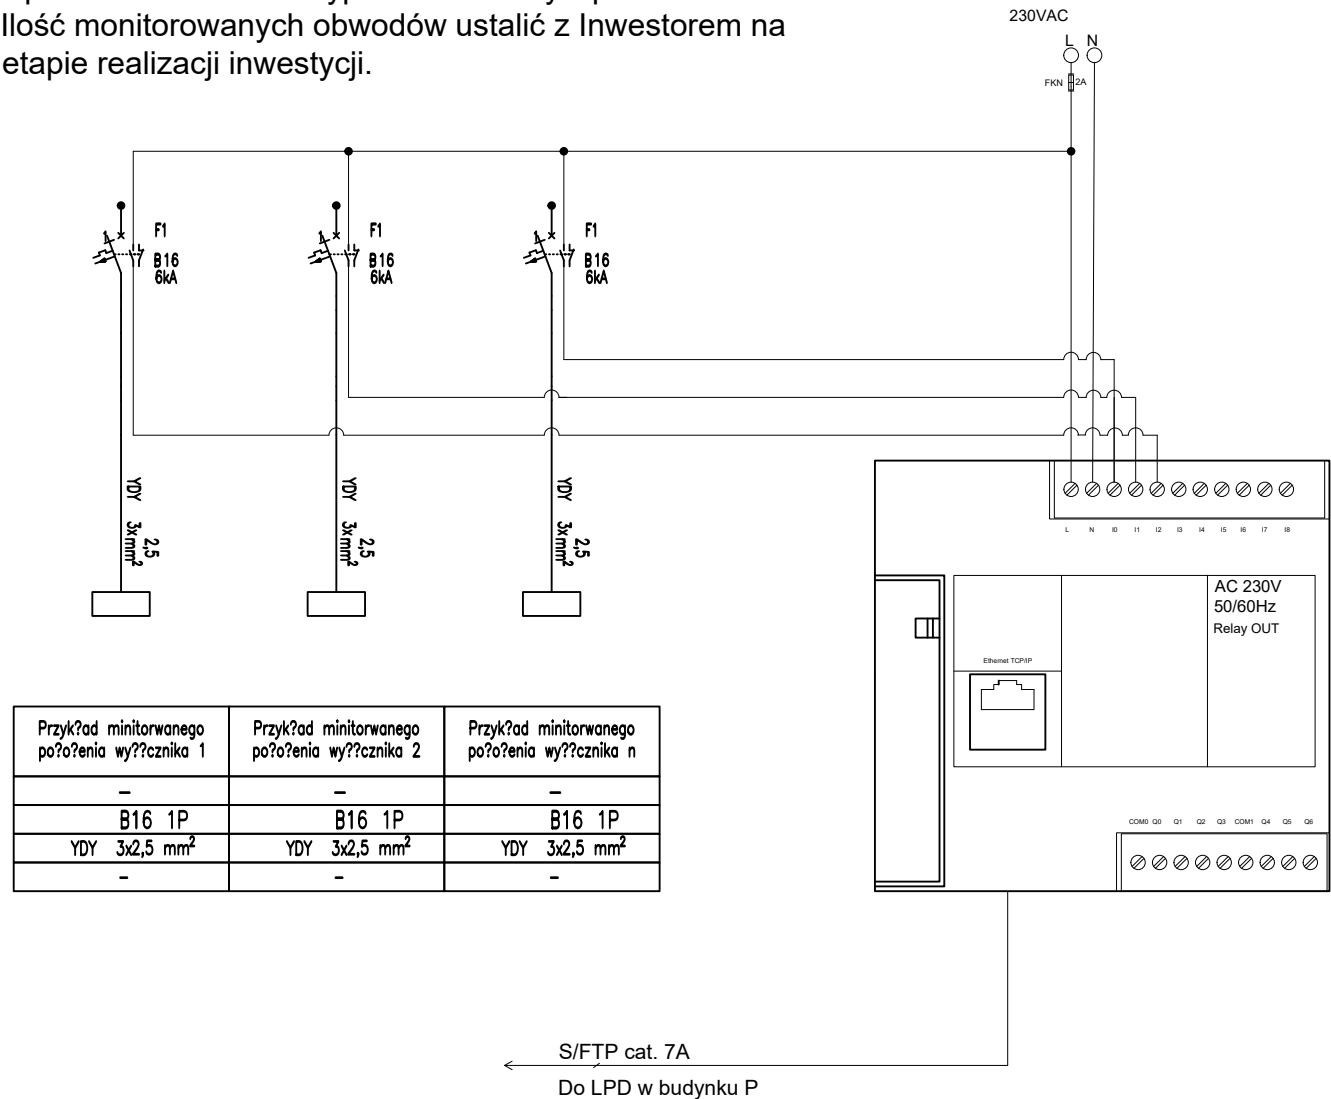 Ilość monitorowanych obwodów ustalić z Inwestorem na
etapie realizacji inwestycji.
230VAC
L N
FKN 2A
F1
B16
6kA
F1
B16
6kA
F1
B16
6kA
YDY 3x2,5 mm²
YDY 3x2,5 mm²
YDY 3x2,5 mm²
L N I0 I1 I2 I3 I4 I5 I6 I7 I8
AC 230V
50/60Hz
Relay OUT
Ethernet TCP/IP
COM0 Q0 Q1 Q2 Q3 COM1 Q4 Q5 Q6
Przyk?ad minitorwanego po?o?enia wy??cznika 1
Przyk?ad minitorwanego po?o?enia wy??cznika 2
Przyk?ad minitorwanego po?o?enia wy??cznika n
– – –
B16 1P B16 1P B16 1P
YDY 3x2,5 mm² YDY 3x2,5 mm² YDY 3x2,5 mm²
– – –
S/FTP cat. 7A
Do LPD w budynku P